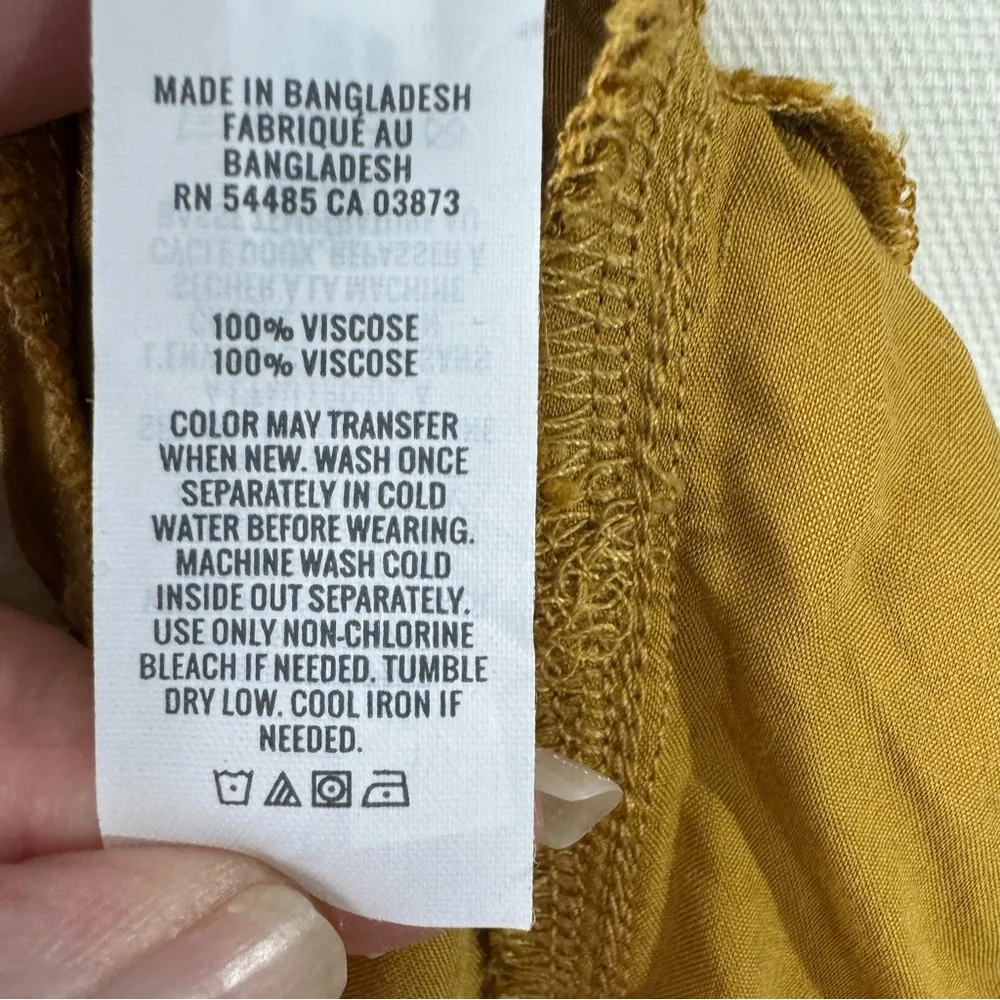 MADE IN BANGLADESH
FABRIQUÉ AU
BANGLADESH
RN 54485 CA 03873
100% VISCOSE
100% VISCOSE
COLOR MAY TRANSFER
WHEN NEW. WASH ONCE
SEPARATELY IN COLD
WATER BEFORE WEARING.
MACHINE WASH COLD
INSIDE OUT SEPARATELY.
USE ONLY NON-CHLORINE
BLEACH IF NEEDED. TUMBLE
DRY LOW. COOL IRON IF
NEEDED.